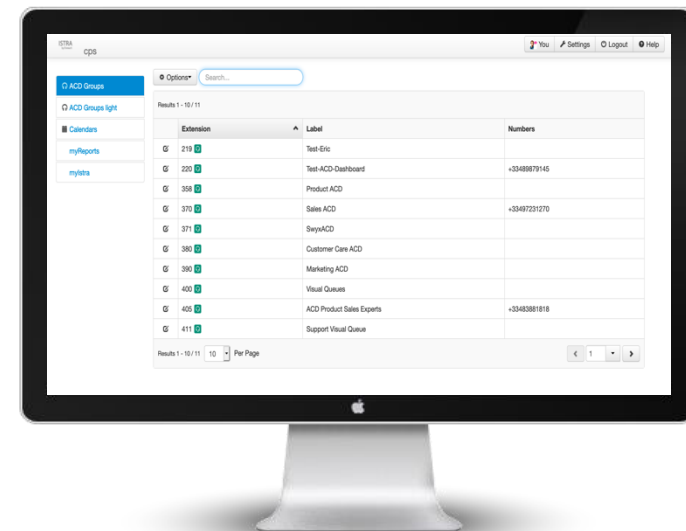 ISTRA
cps
You Settings Logout Help
ACD Groups
ACD Groups light
Calendars
myReports
myIstra
Options
Search...
Results 1 - 10 / 11
Extension Label Numbers
219 Test-Eric
220 Test-ACD-Dashboard +33489879145
358 Product ACD
370 Sales ACD +33497231270
371 SwyxACD
380 Customer Care ACD
390 Marketing ACD
400 Visual Queues
405 ACD Product Sales Experts +33483881818
411 Support Visual Queue
Results 1 - 10 / 11 10 Per Page
1